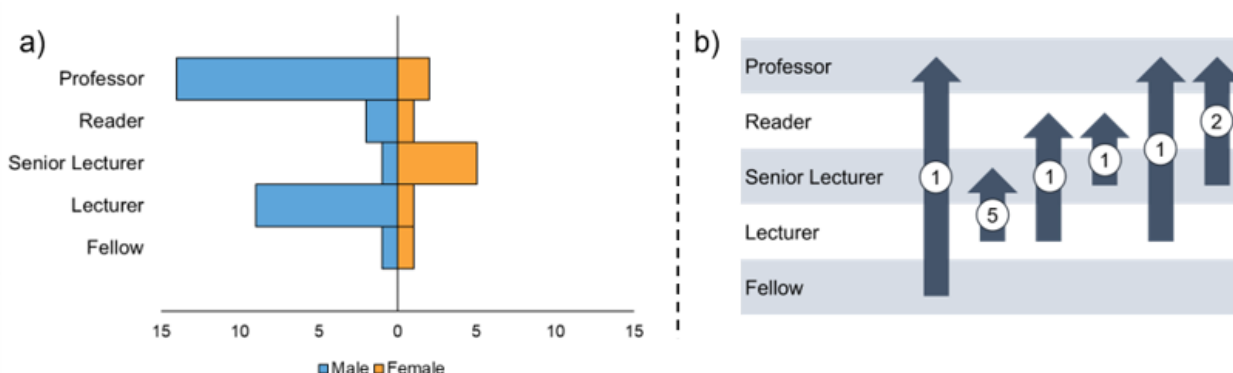 a)
Professor
Reader
Senior Lecturer
Lecturer
Fellow
15 10 5 0 5 15
Male Female
b)
Professor
Reader
Senior Lecturer
Lecturer
Fellow
1 5 1 1 1 2